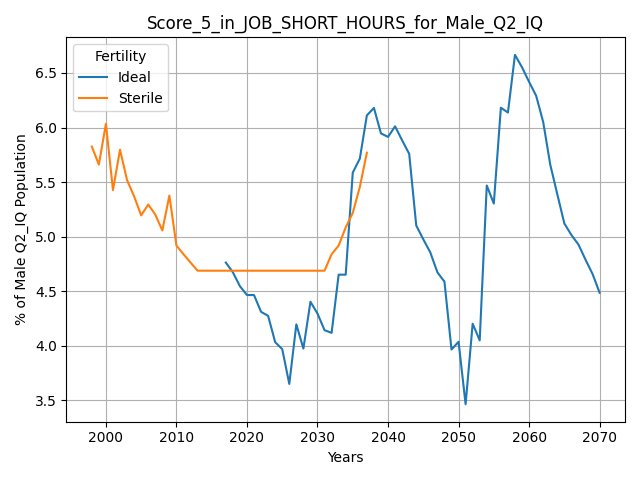 Score_5_in_JOB_SHORT_HOURS_for_Male_Q2_IQ
Fertility
Ideal
Sterile
% of Male Q2_IQ Population
6.5
6.0
5.5
5.0
4.5
4.0
3.5
2000 2010 2020 2030 2040 2050 2060 2070
Years